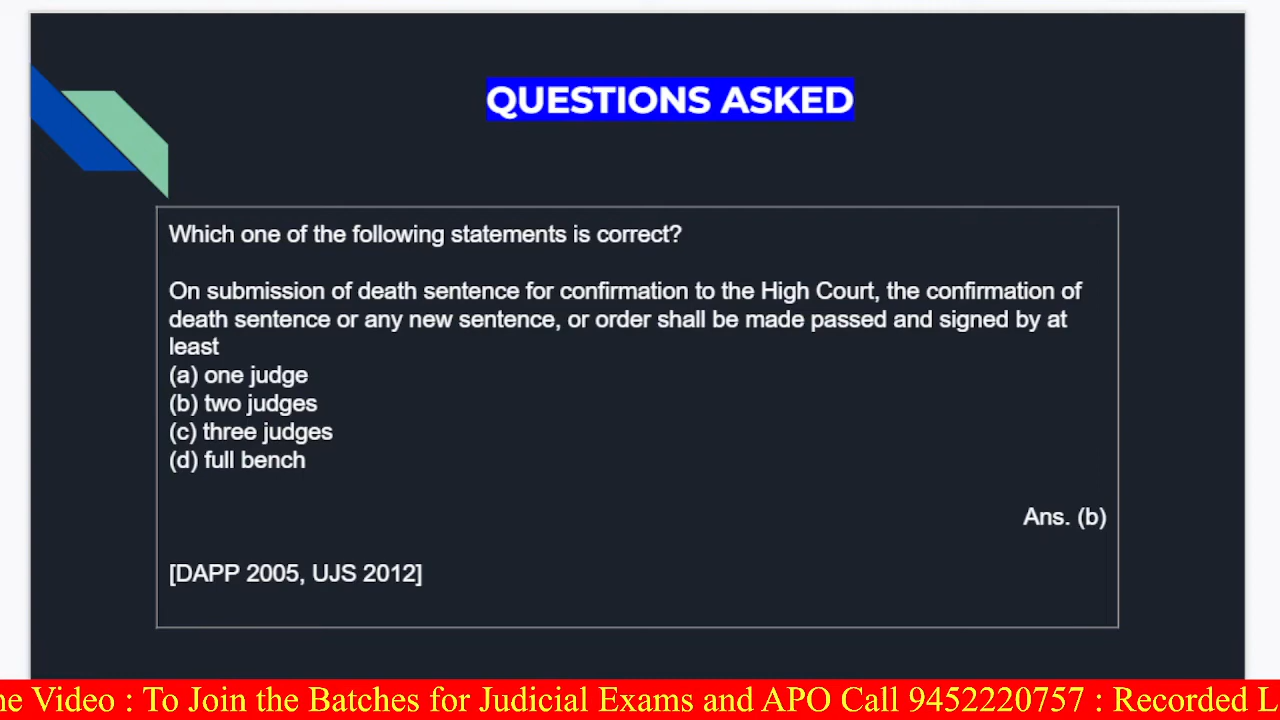 QUESTIONS ASKED
Which one of the following statements is correct?
On submission of death sentence for confirmation to the High Court, the confirmation of
death sentence or any new sentence, or order shall be made passed and signed by at
least
(a) one judge
(b) two judges
(c) three judges
(d) full bench
Ans. (b)
[DAPP 2005, UJS 2012]
ne Video : To Join the Batches for Judicial Exams and APO Call 9452220757 : Recorded L